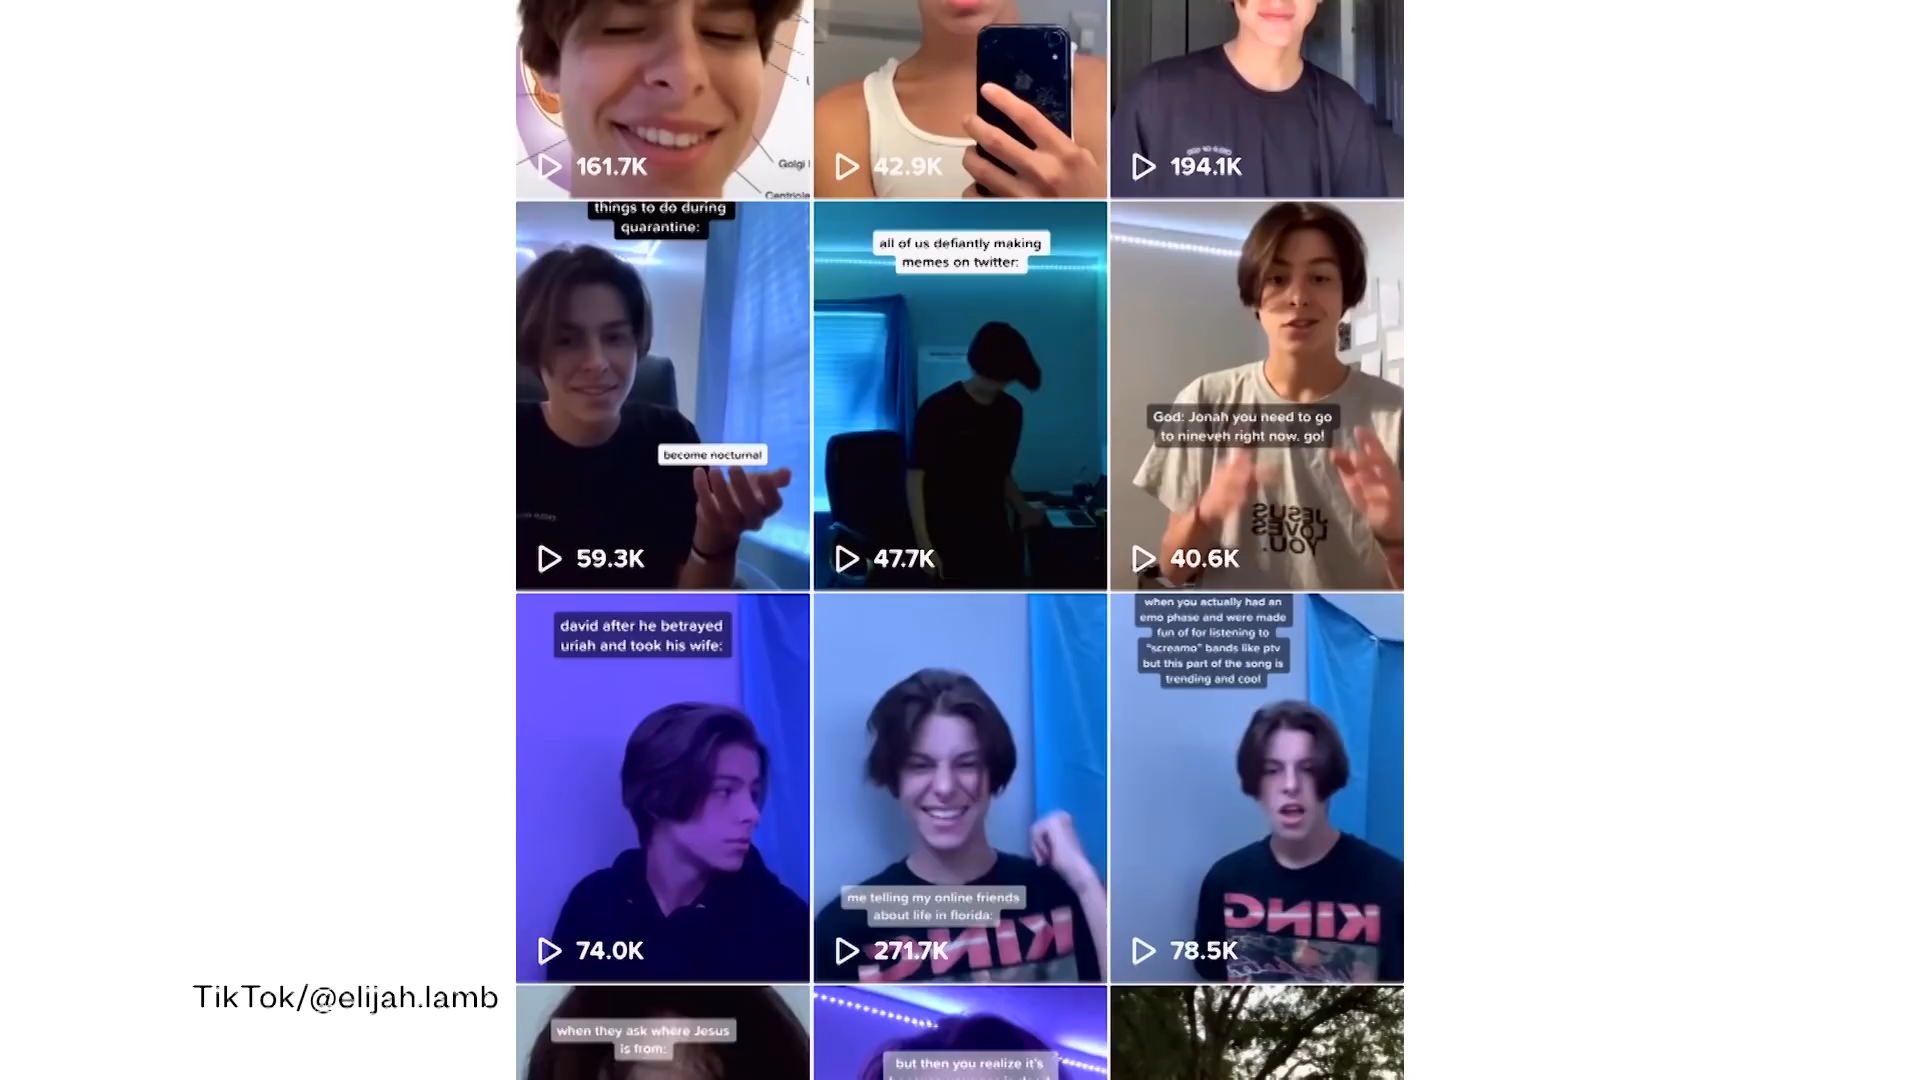 Golgi
Centriole
161.7K
42.9K
194.1K
things to do during
quarantine:
become nocturnal
59.3K
all of us defiantly making
memes on twitter:
47.7K
God: Jonah you need to go
to nineveh right now. go!
JESUS
LOVES
YOU.
40.6K
david after he betrayed
uriah and took his wife:
74.0K
me telling my online friends
about life in florida:
KING
271.7K
when you actually had an
emo phase and were made
fun of for listening to
"screamo" bands like ptv
but this part of the song is
trending and cool
KING
78.5K
TikTok/@elijah.lamb
when they ask where Jesus
is from:
but then you realize it's